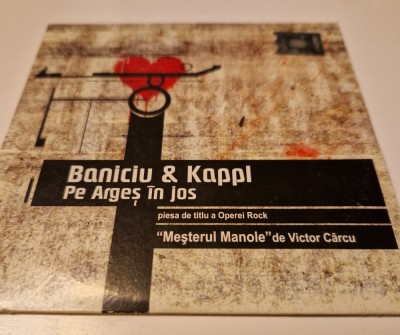 Baniciu & Kappl
Pe Argeș în jos
piesa de titlu a Operei Rock
“Meșterul Manole” de Victor Cârcu